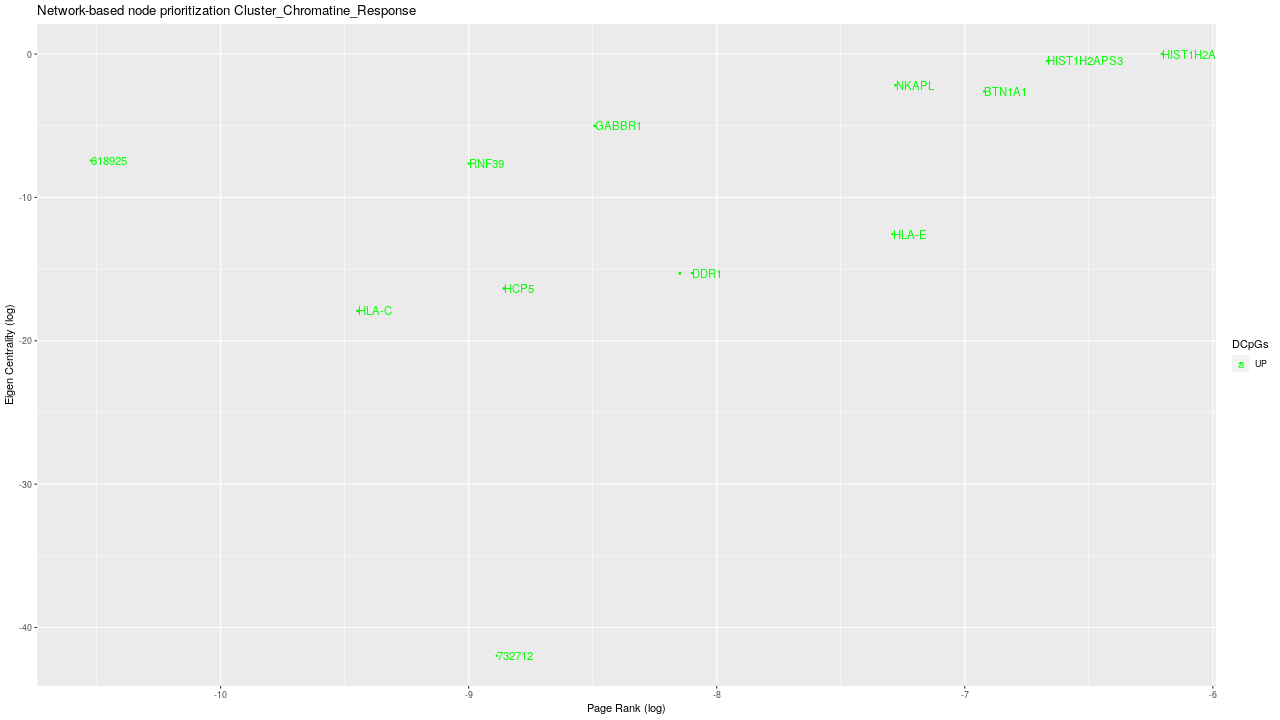 Network-based node prioritization Cluster_Chromatine_Response
0
-10
-20
-30
-40
Eigen Centrality (log)
HIST1H2A
HIST1H2APS3
NKAPL
BTN1A1
GABBR1
618925
RNF39
HLA-E
DDR1
HCP5
HLA-C
732712
-10
-9
-8
-7
-6
Page Rank (log)
DCpGs
a UP